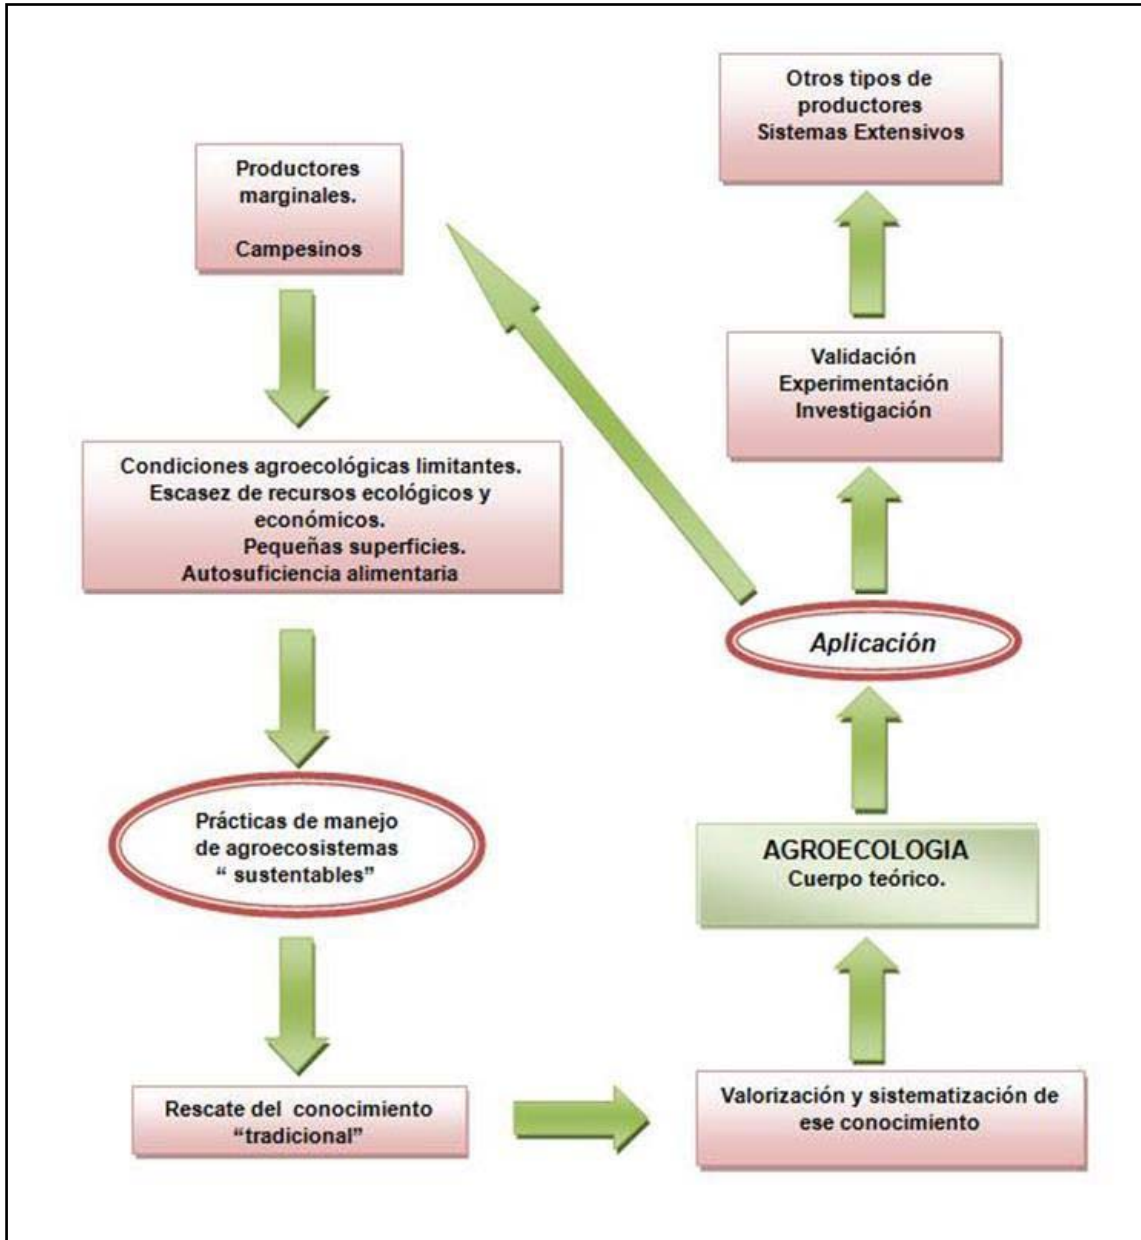 Productores
marginales.
Campesinos
Condiciones agroecológicas limitantes.
Escasez de recursos ecológicos y
económicos.
Pequeñas superficies.
Autosuficiencia alimentaria
Prácticas de manejo
de agroecosistemas
“ sustentables”
Rescate del conocimiento
“tradicional”
Valorización y sistematización de
ese conocimiento
AGROECOLOGIA
Cuerpo teórico.
Aplicación
Validación
Experimentación
Investigación
Otros tipos de
productores
Sistemas Extensivos